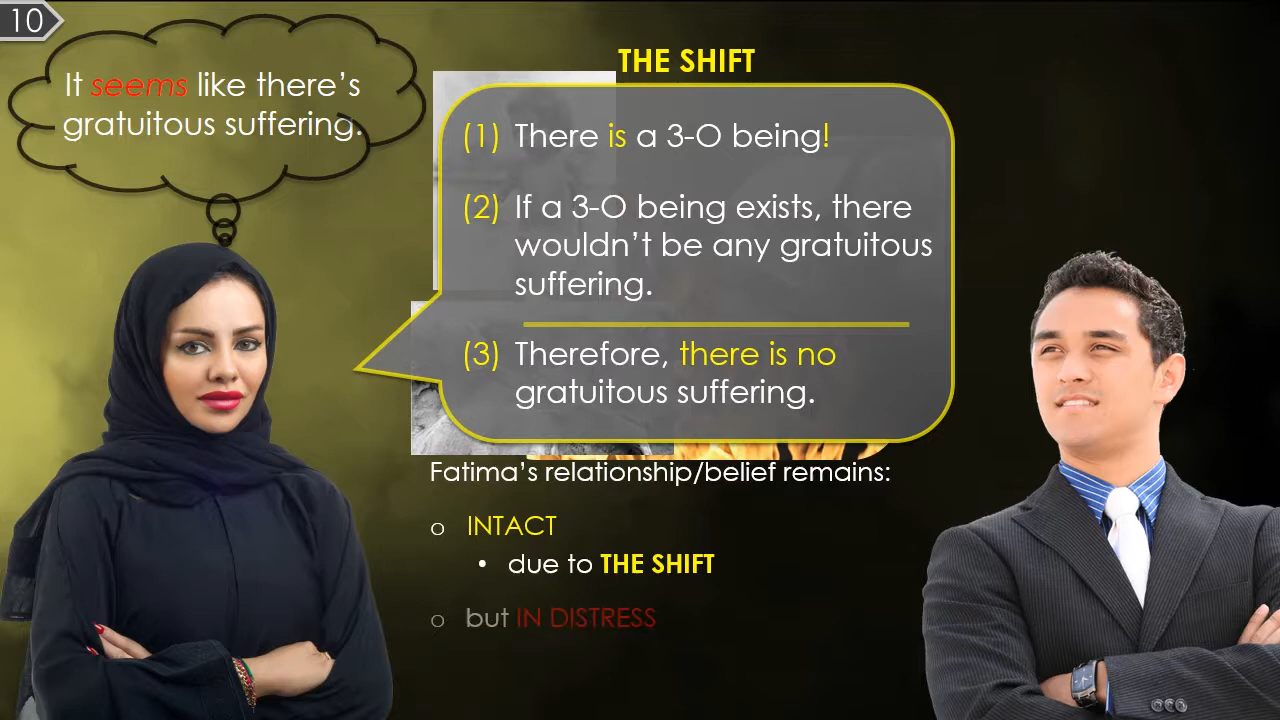 10
It seems like there's
gratuitous suffering.
THE SHIFT
(1) There is a 3-O being!
(2) If a 3-O being exists, there
wouldn't be any gratuitous
suffering.
(3) Therefore, there is no
gratuitous suffering.
Fatima's relationship/belief remains:
o INTACT
• due to THE SHIFT
o but IN DISTRESS